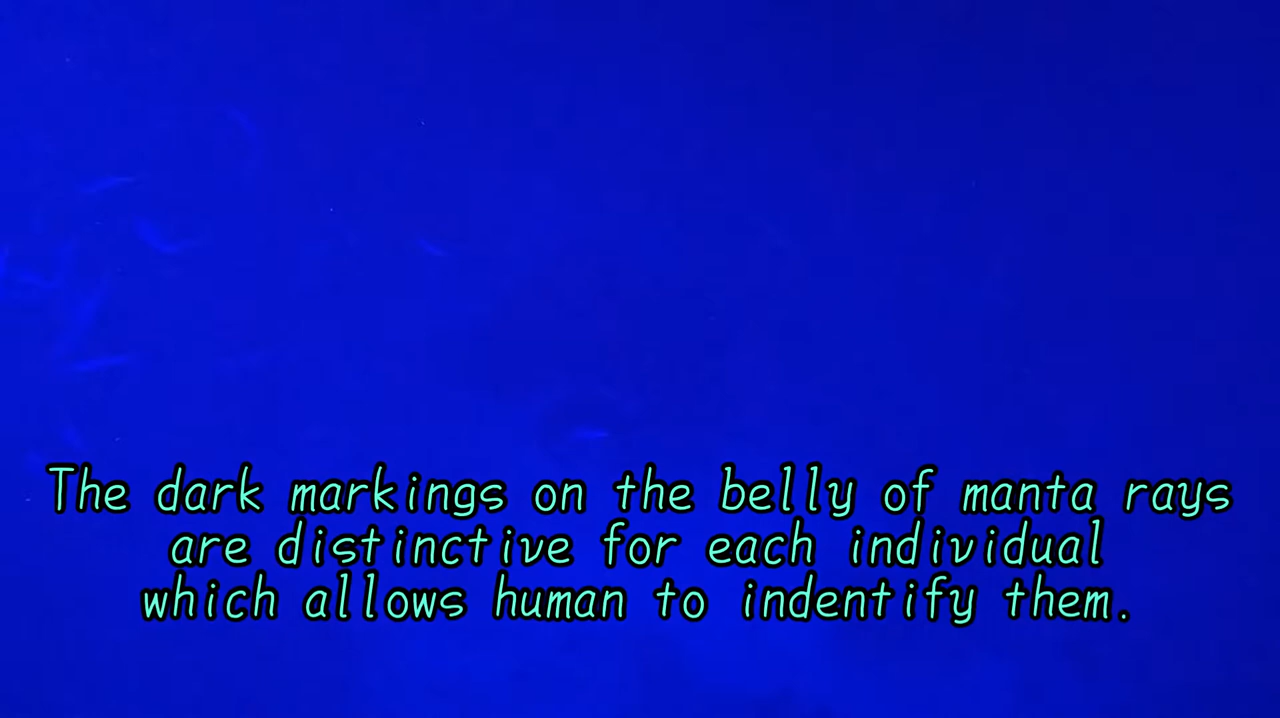 The dark markings on the belly of manta rays
are distinctive for each individual
which allows human to indentify them.